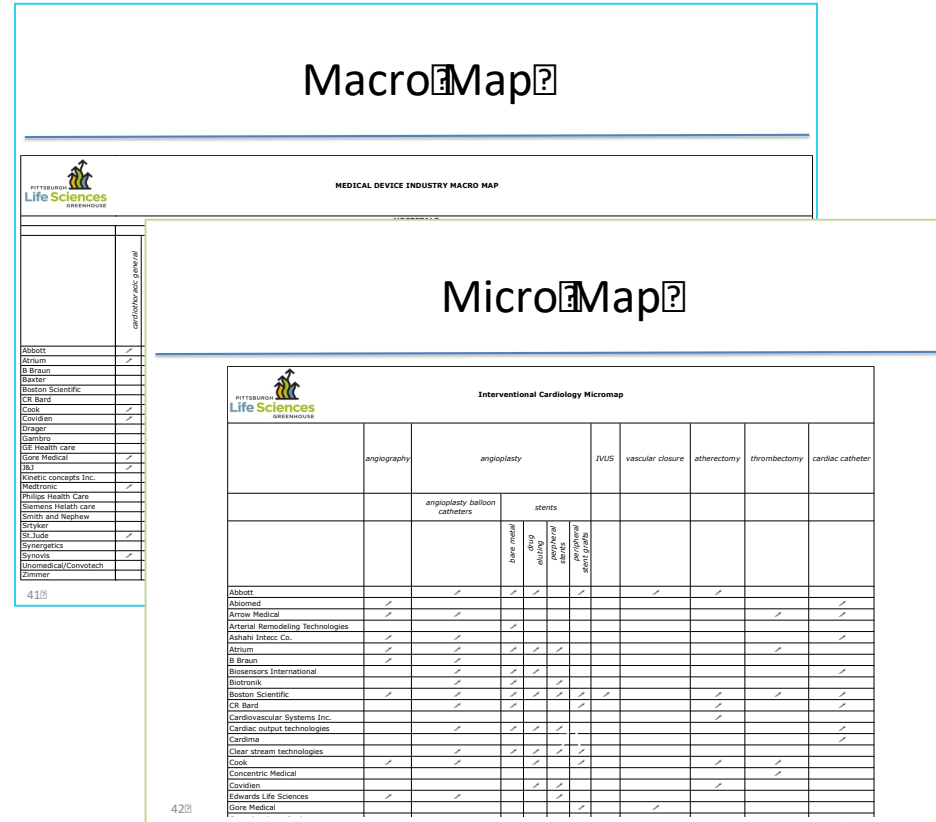 Macro⍰Map⍰
PITTSBURGH
Life Sciences
GREENHOUSE
MEDICAL DEVICE INDUSTRY MACRO MAP
cardiothoracic general
Abbott
Atrium
B Braun
Baxter
Boston Scientific
CR Bard
Cook
Covidien
Drager
Gambro
GE Health care
Gore Medical
J&J
Kinetic concepts Inc.
Medtronic
Philips Health Care
Siemens Helath care
Smith and Nephew
Srtyker
St.Jude
Synergetics
Synovis
Unomedical/Convotech
Zimmer
41⍰
Micro⍰Map⍰
PITTSBURGH
Life Sciences
GREENHOUSE
Interventional Cardiology Micromap
angiography angioplasty IVUS vascular closure atherectomy thrombectomy cardiac catheter
angioplasty balloon catheters stents
bare metal drug eluting perpheral stents peripheral stent grafts
Abbott
Abiomed
Arrow Medical
Arterial Remodeling Technologies
Ashahi Intecc Co.
Atrium
B Braun
Biosensors International
Biotronik
Boston Scientific
CR Bard
Cardiovascular Systems Inc.
Cardiac output technologies
Cardima
Clear stream technologies
Cook
Concentric Medical
Covidien
Edwards Life Sciences
Gore Medical
42⍰